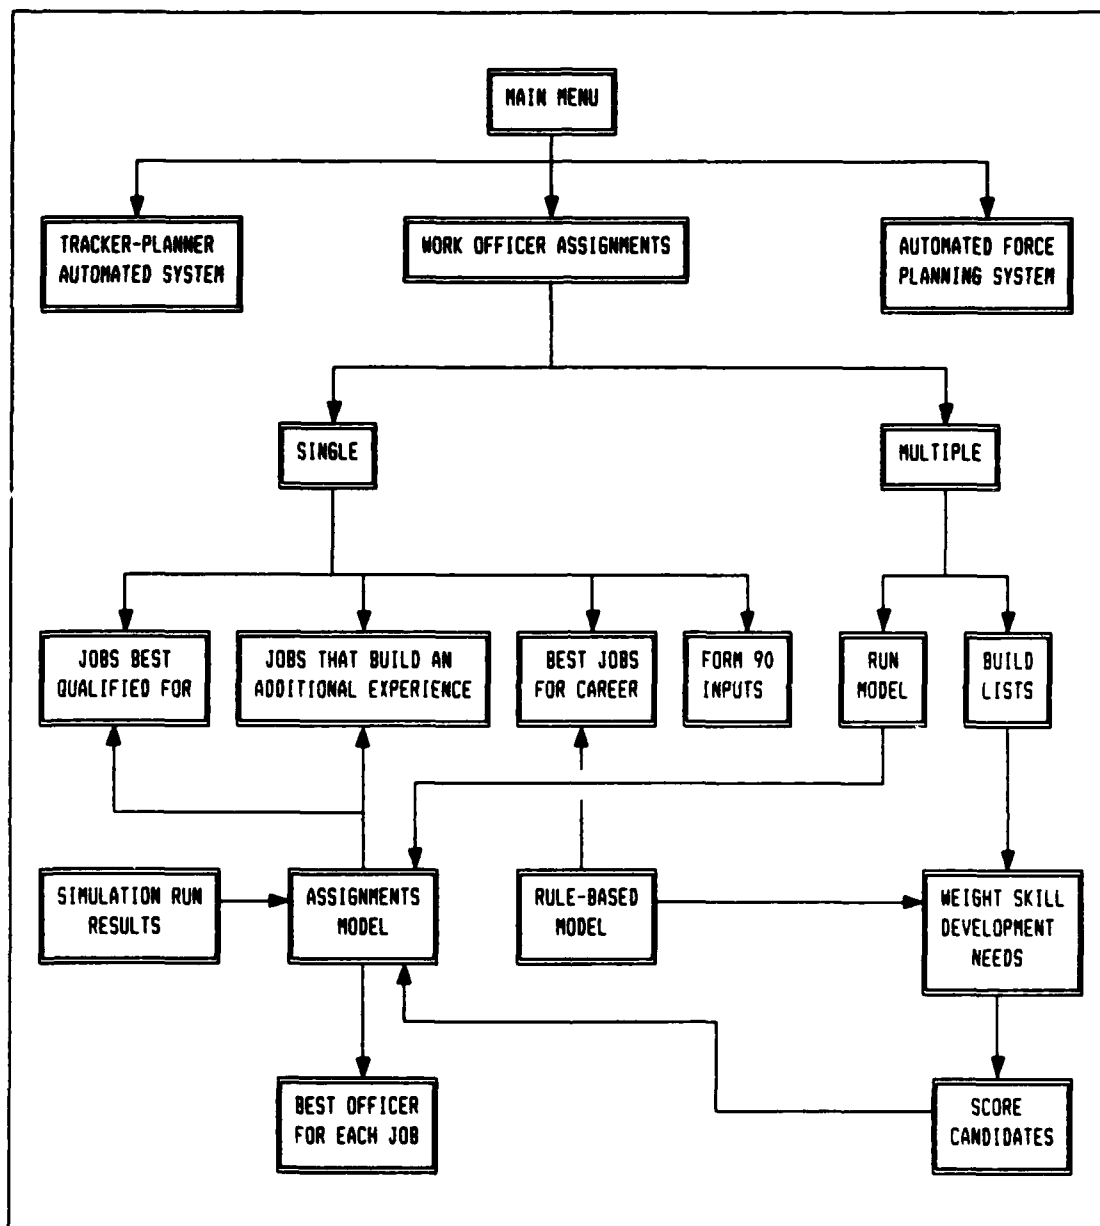 MAIN MENU
TRACKER-PLANNER
AUTOMATED SYSTEM
WORK OFFICER ASSIGNMENTS
AUTOMATED FORCE
PLANNING SYSTEM
SINGLE
MULTIPLE
JOBS BEST
QUALIFIED FOR
JOBS THAT BUILD AN
ADDITIONAL EXPERIENCE
BEST JOBS
FOR CAREER
FORM 90
INPUTS
RUN
MODEL
BUILD
LISTS
SIMULATION RUN
RESULTS
ASSIGNMENTS
MODEL
RULE-BASED
MODEL
WEIGHT SKILL
DEVELOPMENT
NEEDS
BEST OFFICER
FOR EACH JOB
SCORE
CANDIDATES